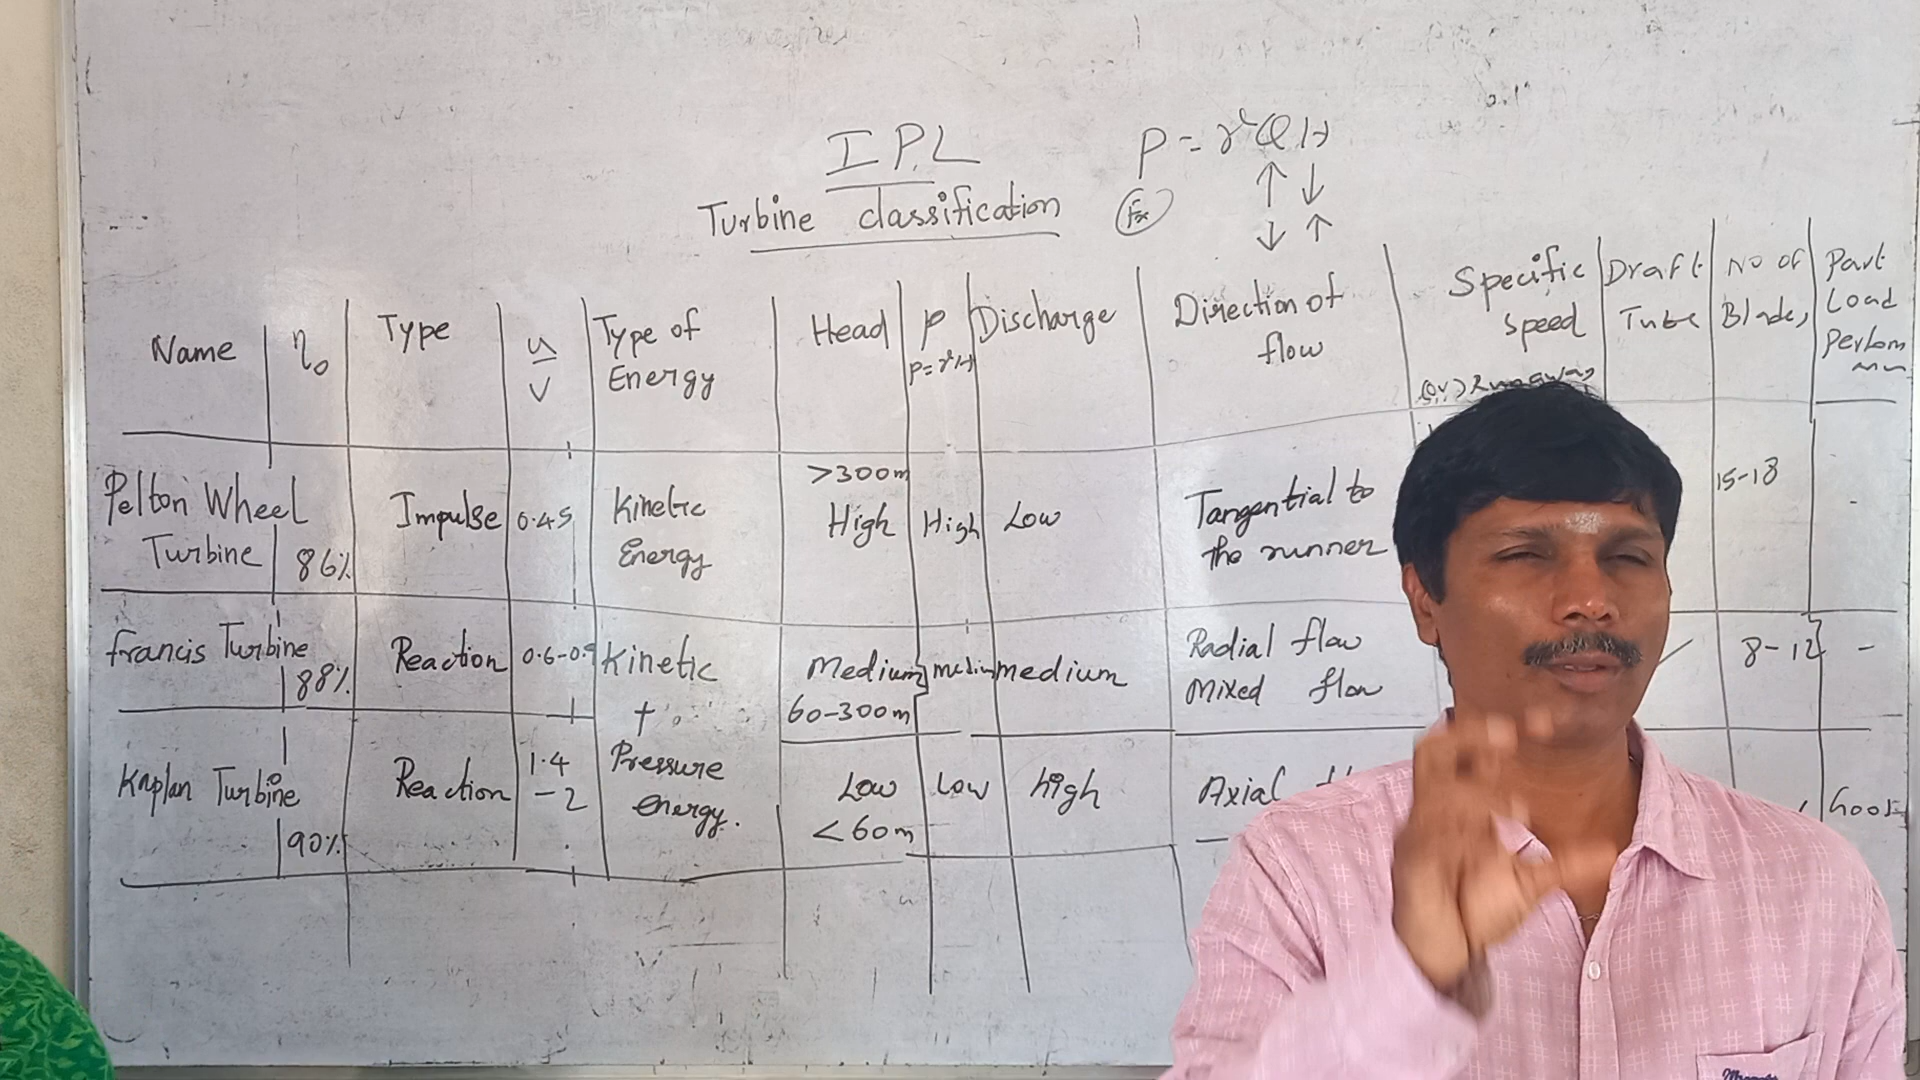 IPL
P = γQH
Turbine classification
Fx
↑ ↓
↓ ↑
Name
η₀
Type
u
V
Type of
Energy
Head
P
P=γH
Discharge
Direction of
flow
Specific
speed
Draft
Tube
No of
Blades
Part
Load
Perform
Pelton Wheel
Turbine
86%
Impulse
0.45
Kinetic
Energy
>300m
High
High
Low
Tangential to
the runner
15-18
-
francis Turbine
88%
Reaction
0.6-0.9
Kinetic
+
Pressure
energy.
Medium
60-300m
medium
medium
Radial flow
Mixed flow
8-12
-
Kaplan Turbine
90%
Reaction
1.4
-2
Low
<60m
Low
high
Axial
Good